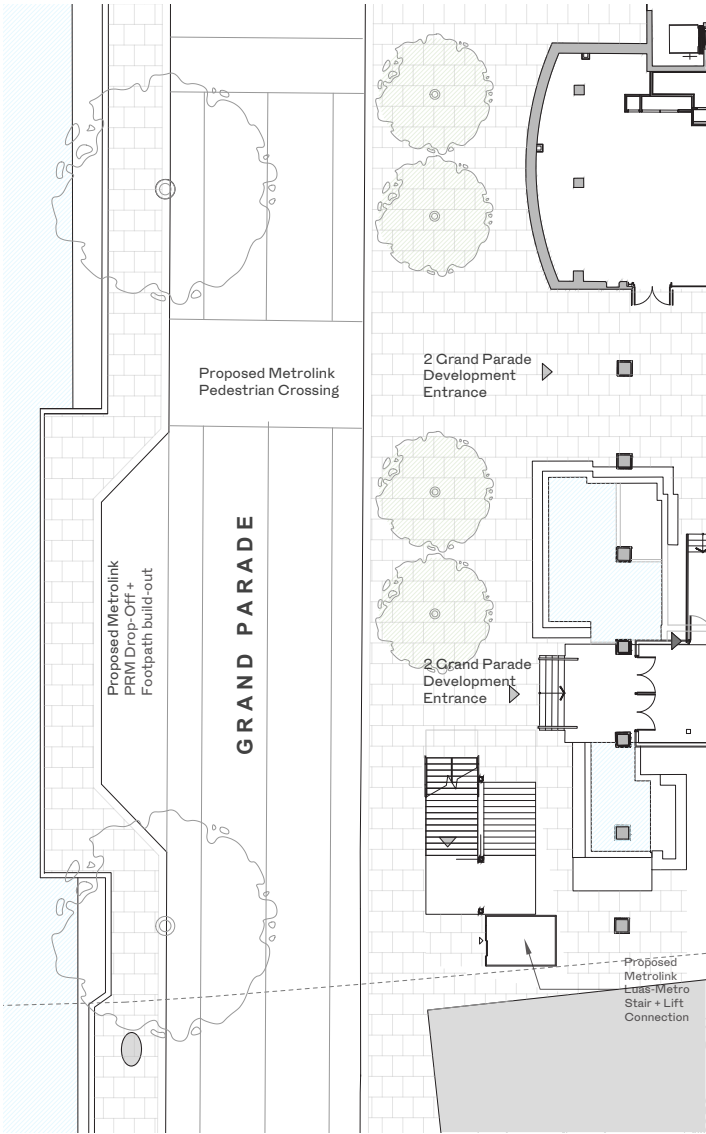 Proposed Metrolink
Pedestrian Crossing
2 Grand Parade
Development
Entrance
GRAND PARADE
Proposed Metrolink
PRM Drop-Off +
Footpath build-out
2 Grand Parade
Development
Entrance
Proposed
Metrolink
Luas-Metro
Stair + Lift
Connection